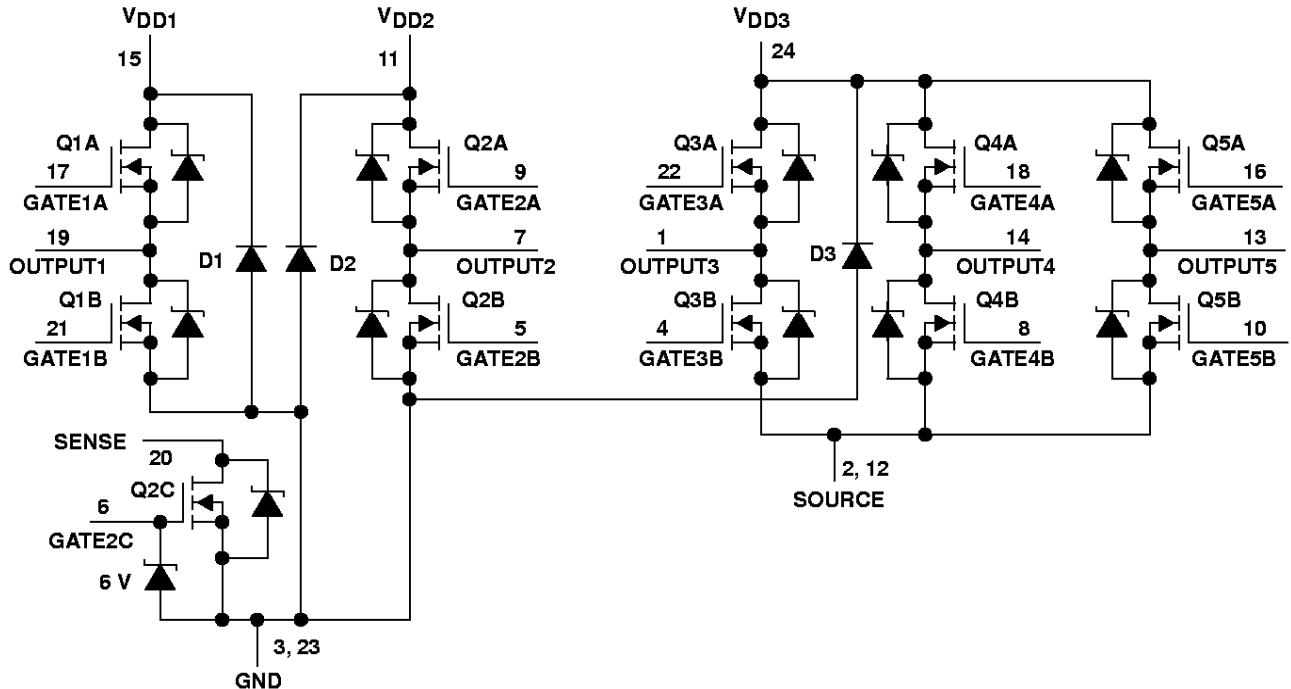 VDD1
VDD2
VDD3
15
11
24
Q1A
Q2A
Q3A
Q4A
Q5A
17
9
22
18
16
GATE1A
GATE2A
GATE3A
GATE4A
GATE5A
19
7
1
14
13
OUTPUT1
D1
D2
OUTPUT2
OUTPUT3
D3
OUTPUT4
OUTPUT5
Q1B
Q2B
Q3B
Q4B
Q5B
21
5
4
8
10
GATE1B
GATE2B
GATE3B
GATE4B
GATE5B
SENSE
20
2, 12
SOURCE
Q2C
6
GATE2C
6 V
3, 23
GND